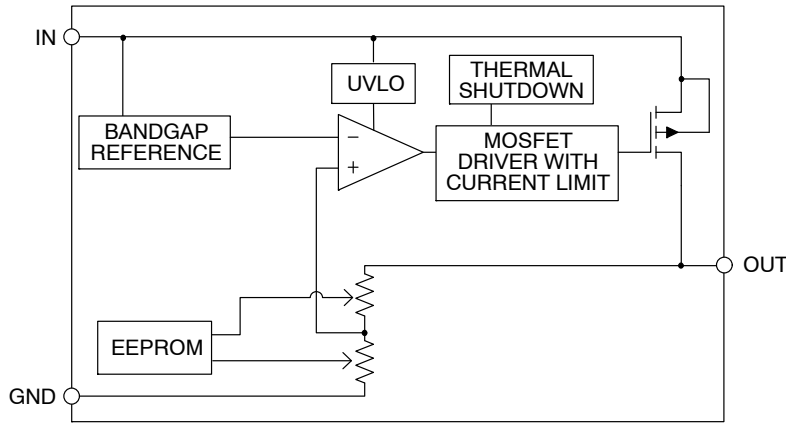 IN
UVLO
THERMAL
SHUTDOWN
BANDGAP
REFERENCE
−
+
MOSFET
DRIVER WITH
CURRENT LIMIT
OUT
EEPROM
GND